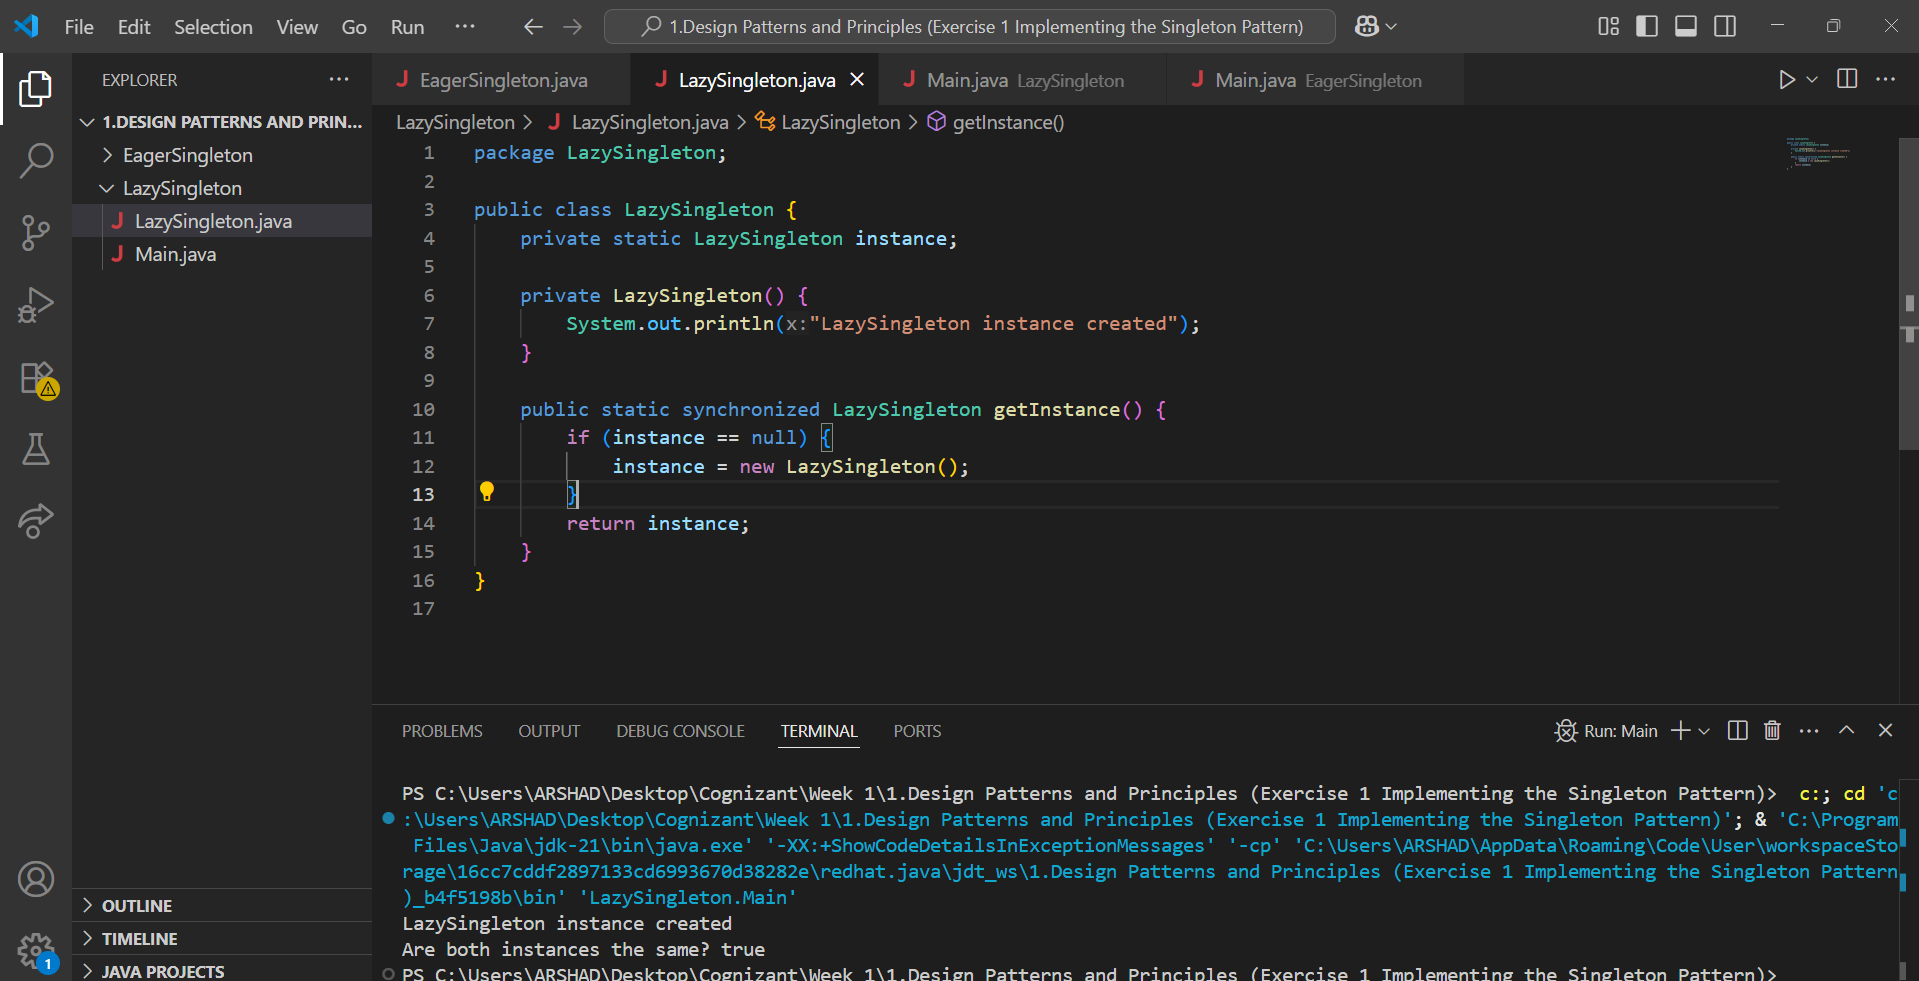 File Edit Selection View Go Run ···
1.Design Patterns and Principles (Exercise 1 Implementing the Singleton Pattern)
EXPLORER
1.DESIGN PATTERNS AND PRIN...
EagerSingleton
LazySingleton
LazySingleton.java
Main.java
OUTLINE
TIMELINE
JAVA PROJECTS
1
EagerSingleton.java LazySingleton.java Main.java LazySingleton Main.java EagerSingleton
LazySingleton > LazySingleton.java > LazySingleton > getInstance()
1 package LazySingleton;
2
3 public class LazySingleton {
4 private static LazySingleton instance;
5
6 private LazySingleton() {
7 System.out.println(x:"LazySingleton instance created");
8 }
9
10 public static synchronized LazySingleton getInstance() {
11 if (instance == null) {
12 instance = new LazySingleton();
13 }
14 return instance;
15 }
16 }
17
PROBLEMS OUTPUT DEBUG CONSOLE TERMINAL PORTS
Run: Main
PS C:\Users\ARSHAD\Desktop\Cognizant\Week 1\1.Design Patterns and Principles (Exercise 1 Implementing the Singleton Pattern)> c:; cd 'c
:\Users\ARSHAD\Desktop\Cognizant\Week 1\1.Design Patterns and Principles (Exercise 1 Implementing the Singleton Pattern)'; & 'C:\Program
Files\Java\jdk-21\bin\java.exe' '-XX:+ShowCodeDetailsInExceptionMessages' '-cp' 'C:\Users\ARSHAD\AppData\Roaming\Code\User\workspaceSto
rage\16cc7cddf2897133cd6993670d38282e\redhat.java\jdt_ws\1.Design Patterns and Principles (Exercise 1 Implementing the Singleton Pattern
)_b4f5198b\bin' 'LazySingleton.Main'
LazySingleton instance created
Are both instances the same? true
PS C:\Users\ARSHAD\Desktop\Cognizant\Week 1\1.Design Patterns and Principles (Exercise 1 Implementing the Singleton Pattern)>